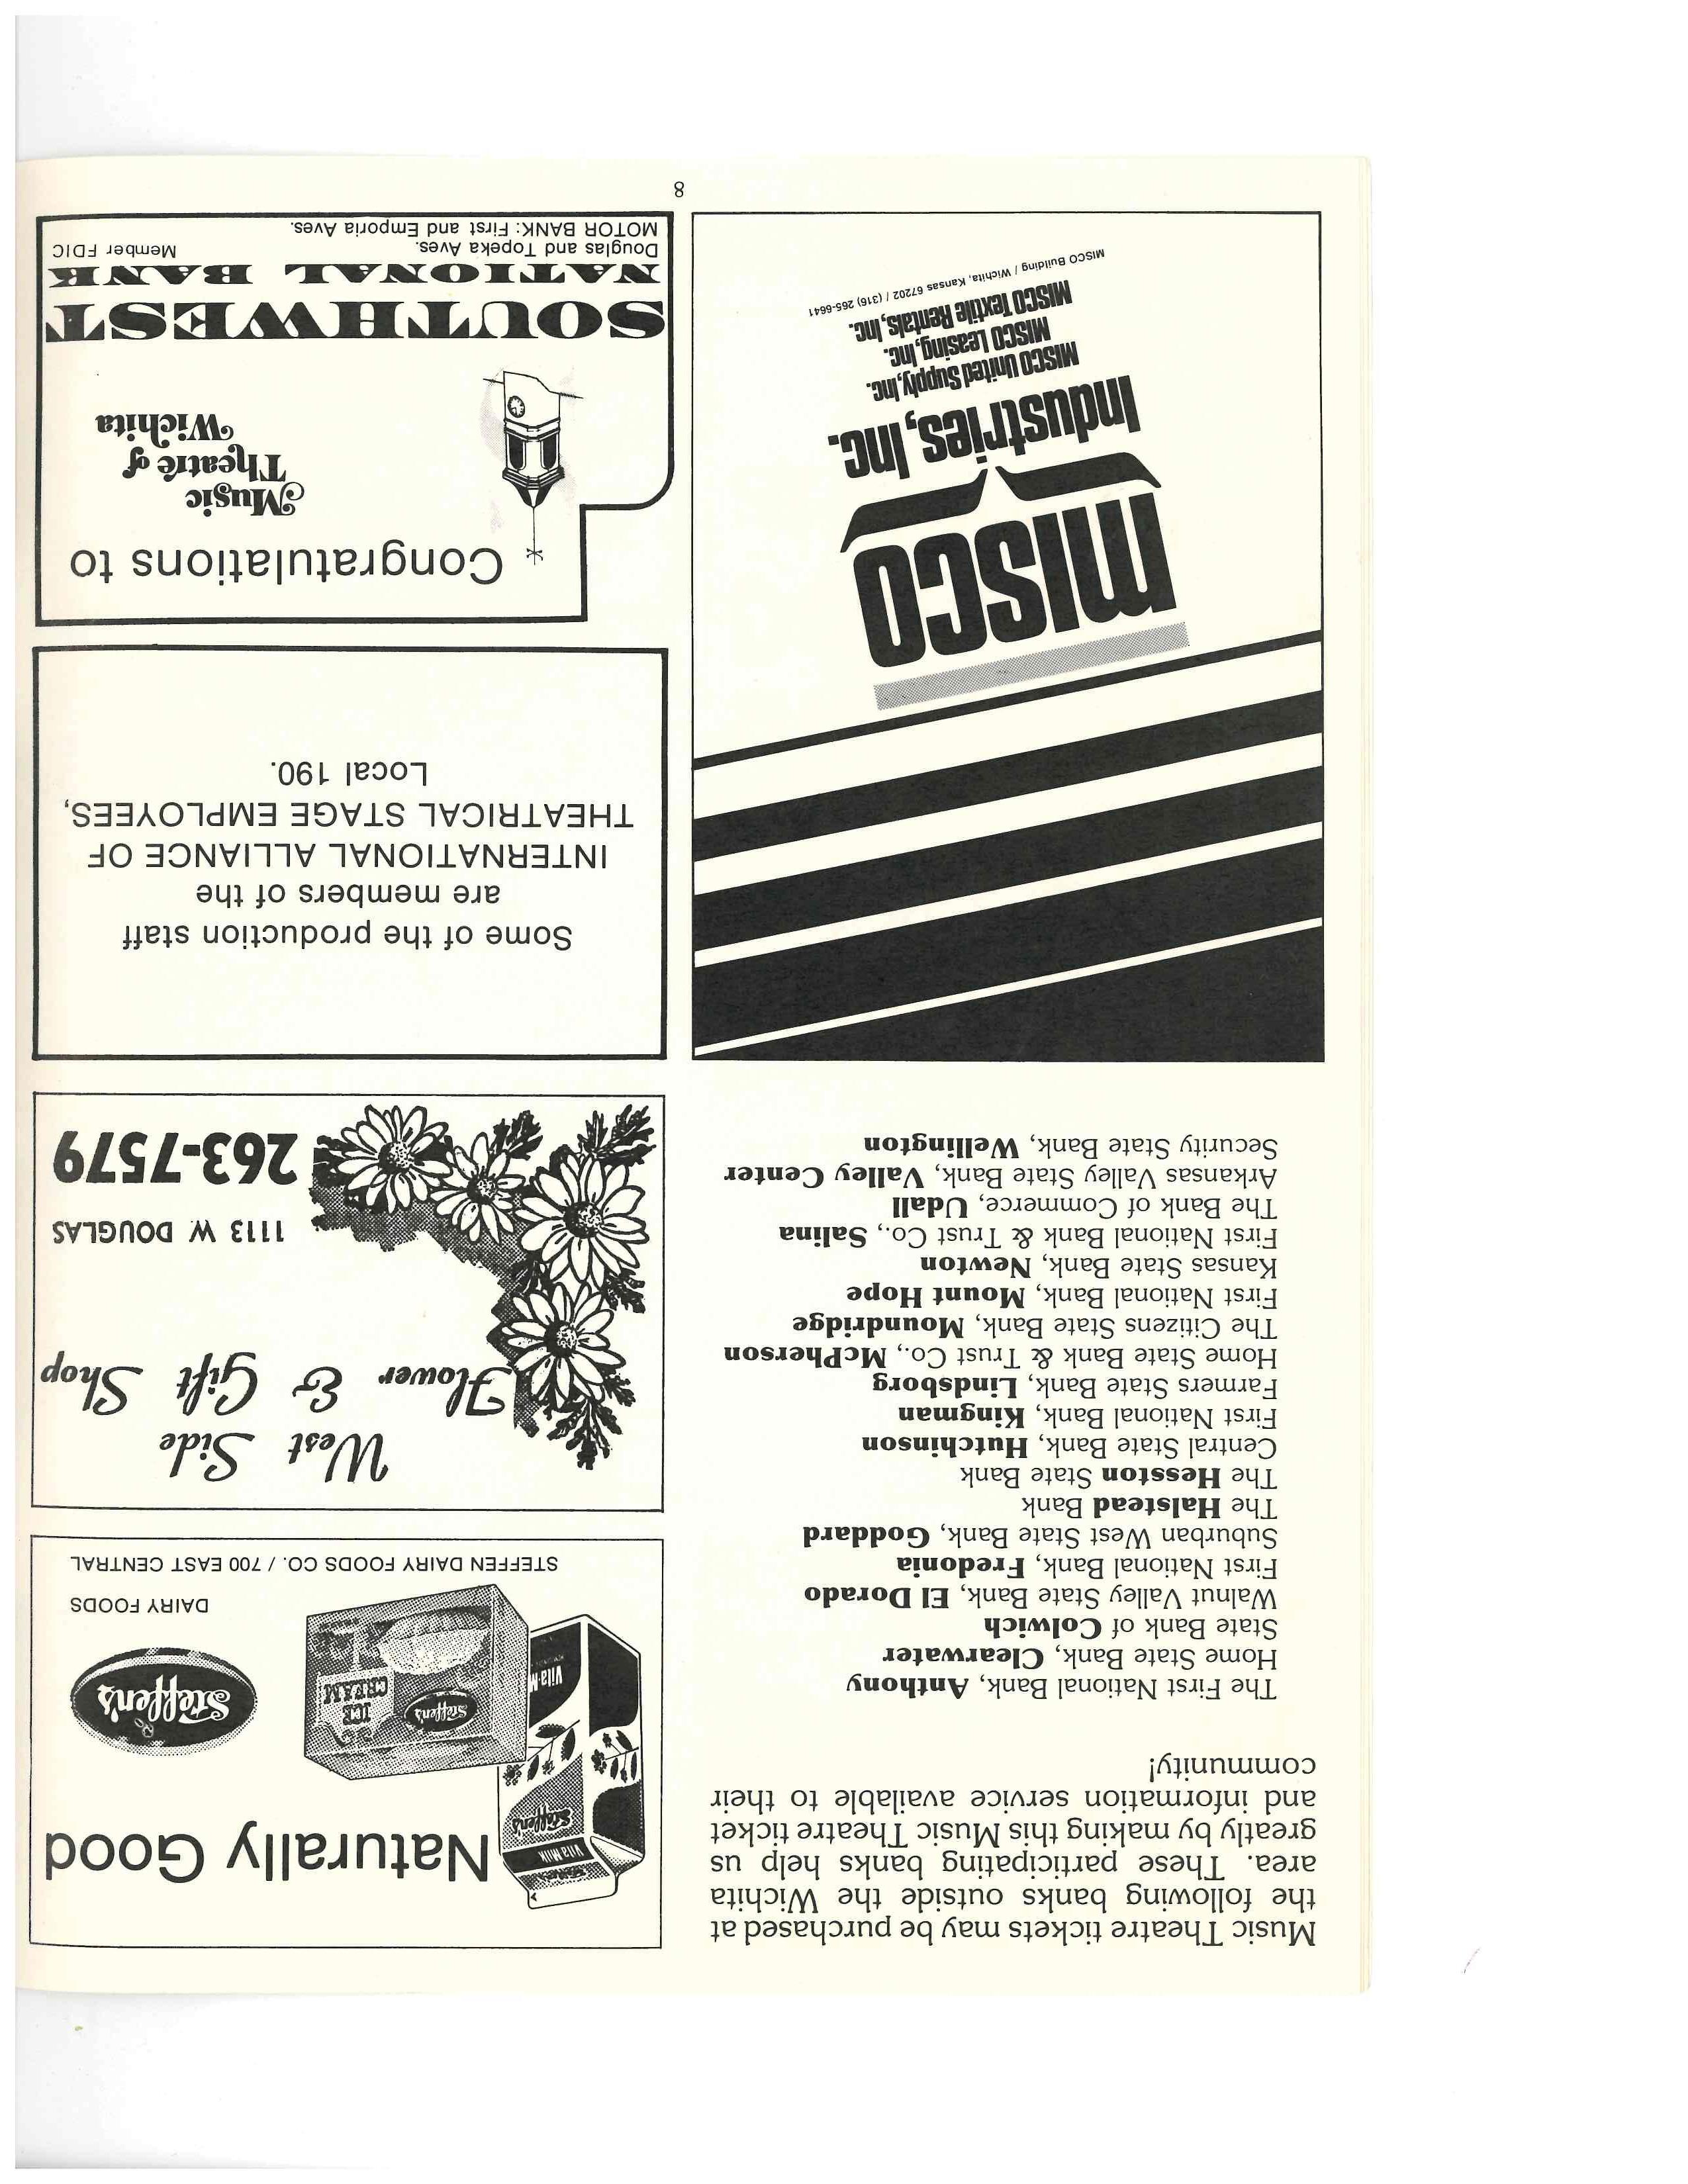 Music Theatre tickets may be purchased at
the following banks outside the Wichita
area. These participating banks help us
greatly by making this Music Theatre ticket
and information service available to their
community!
The First National Bank, Anthony
Home State Bank, Clearwater
State Bank of Colwich
Walnut Valley State Bank, El Dorado
First National Bank, Fredonia
Suburban West State Bank, Goddard
The Halstead Bank
The Hesston State Bank
Central State Bank, Hutchinson
First National Bank, Kingman
Farmers State Bank, Lindsborg
Home State Bank & Trust Co., McPherson
The Citizens State Bank, Moundridge
First National Bank, Mount Hope
Kansas State Bank, Newton
First National Bank & Trust Co., Salina
The Bank of Commerce, Udall
Arkansas Valley State Bank, Valley Center
Security State Bank, Wellington
misco
Industries, Inc.
MISCO United Supply, Inc.
MISCO Leasing, Inc.
MISCO Textile Rentals, Inc.
MISCO Building / Wichita, Kansas 67202 / (316) 265-6641
Naturally Good
Vita Milk
Steffen's
Vita-M
Steffen's
ICE
CREAM
Steffen's
DAIRY FOODS
STEFFEN DAIRY FOODS CO. / 700 EAST CENTRAL
West Side
Flower & Gift Shop
1113 W. DOUGLAS
263-7579
Some of the production staff
are members of the
INTERNATIONAL ALLIANCE OF
THEATRICAL STAGE EMPLOYEES,
Local 190.
Congratulations to
Music
Theatre of
Wichita
SOUTHWEST
NATIONAL BANK
Douglas and Topeka Aves.
Member FDIC
MOTOR BANK: First and Emporia Aves.
8